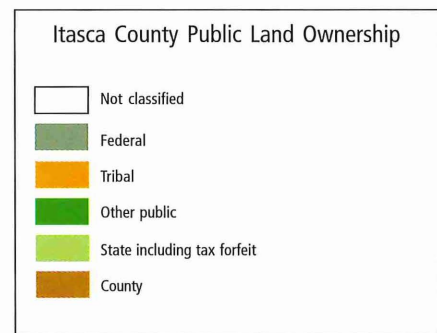 Itasca County Public Land Ownership
Not classified
Federal
Tribal
Other public
State including tax forfeit
County